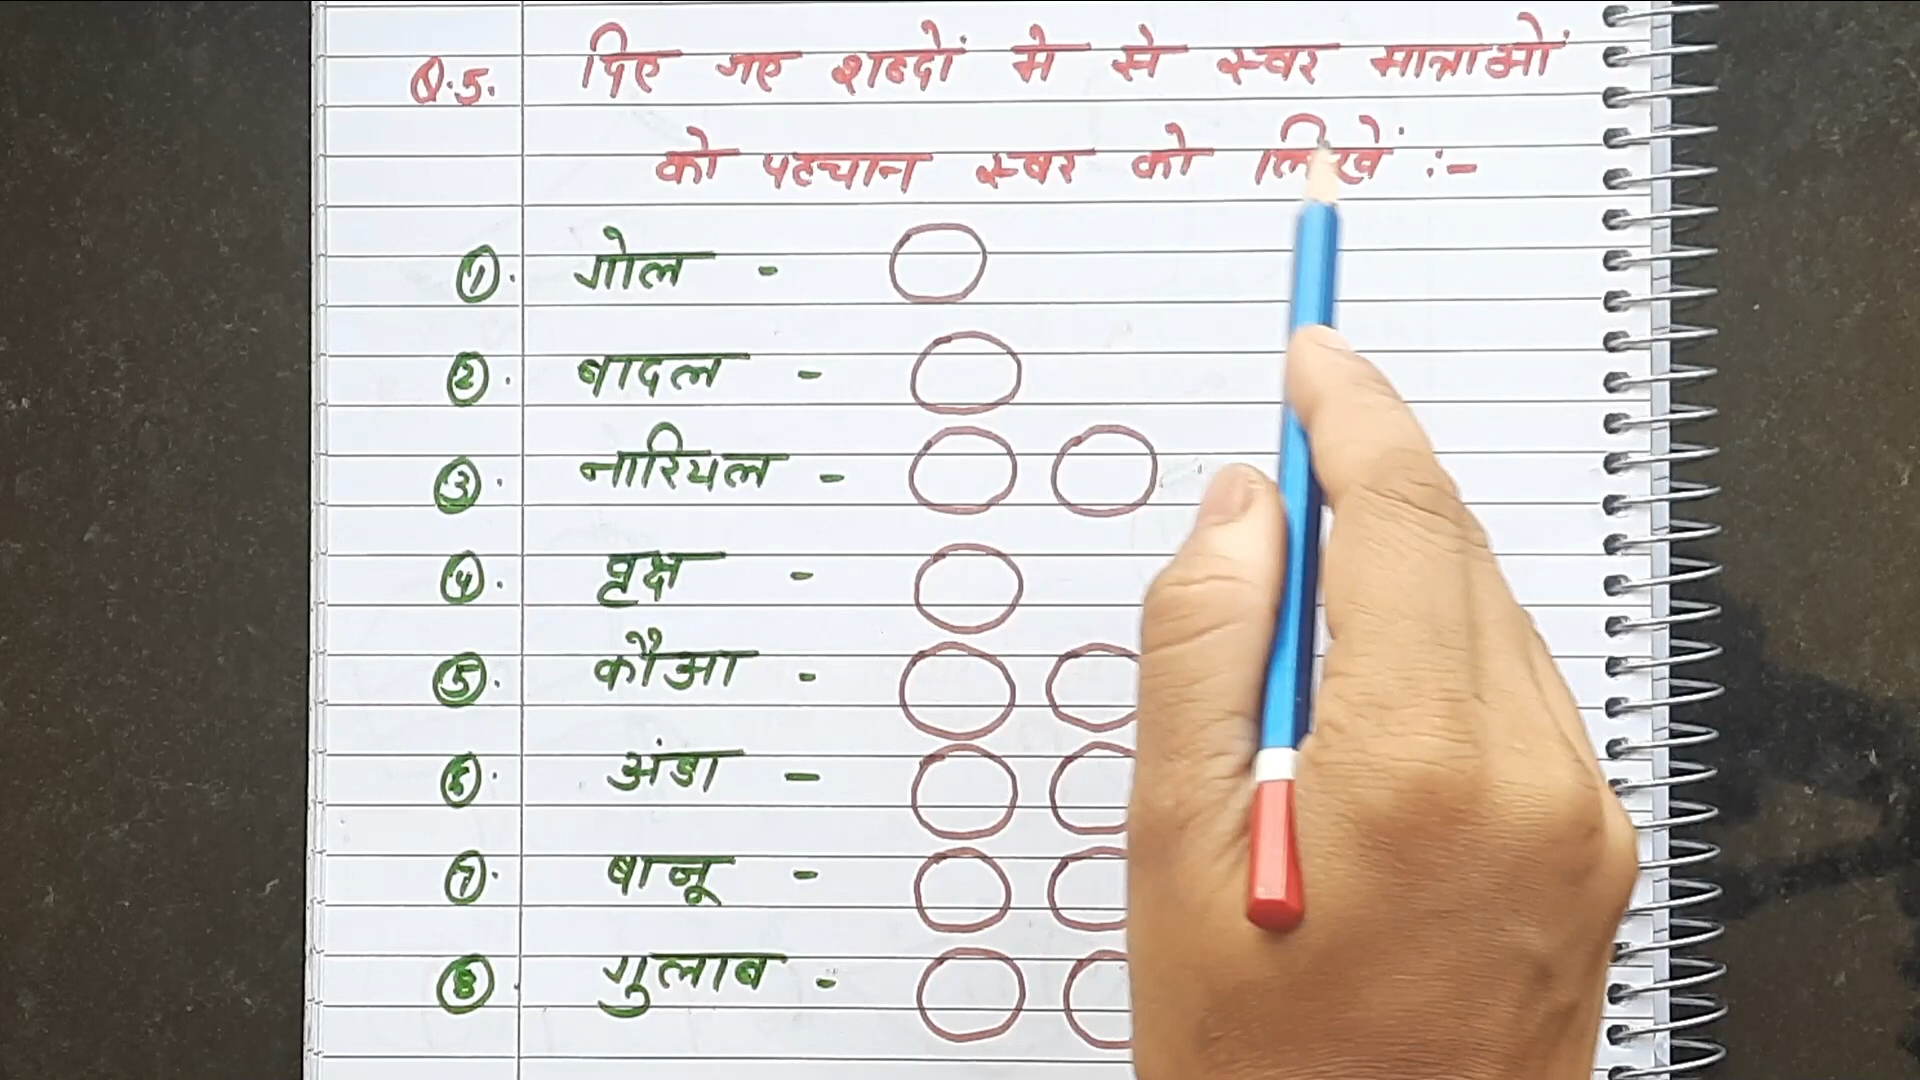 Q.5. दिए गए शब्दों मे से स्वर मात्राओं
को पहचान स्वर को लिखें :-
1. गोल -
2. बादल -
3. नारियल -
4. वृक्ष -
5. कौआ -
6. अंडा -
7. बाजू -
8. गुलाब -